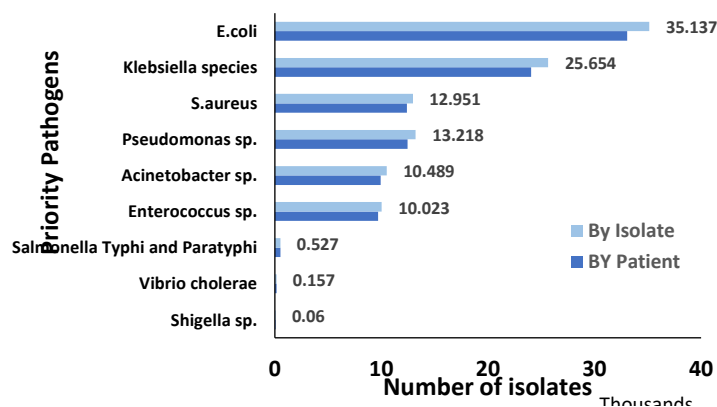 Priority Pathogens
E.coli 35.137
Klebsiella species 25.654
S.aureus 12.951
Pseudomonas sp. 13.218
Acinetobacter sp. 10.489
Enterococcus sp. 10.023
Salmonella Typhi and Paratyphi 0.527
Vibrio cholerae 0.157
Shigella sp. 0.06
By Isolate
BY Patient
0 10 20 30 40
Number of isolates
Thousands